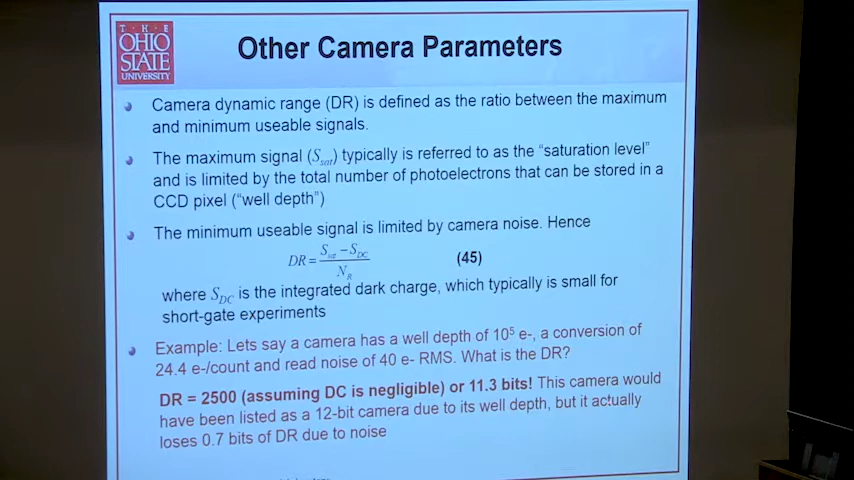 T · H · E
OHIO
STATE
UNIVERSITY
Other Camera Parameters
Camera dynamic range (DR) is defined as the ratio between the maximum
and minimum useable signals.
The maximum signal (S_sat) typically is referred to as the “saturation level”
and is limited by the total number of photoelectrons that can be stored in a
CCD pixel (“well depth”)
The minimum useable signal is limited by camera noise. Hence
DR = (S_sat − S_DC) / N_R (45)
where S_DC is the integrated dark charge, which typically is small for
short-gate experiments
Example: Lets say a camera has a well depth of 10⁵ e-, a conversion of
24.4 e-/count and read noise of 40 e- RMS. What is the DR?
DR = 2500 (assuming DC is negligible) or 11.3 bits! This camera would
have been listed as a 12-bit camera due to its well depth, but it actually
loses 0.7 bits of DR due to noise